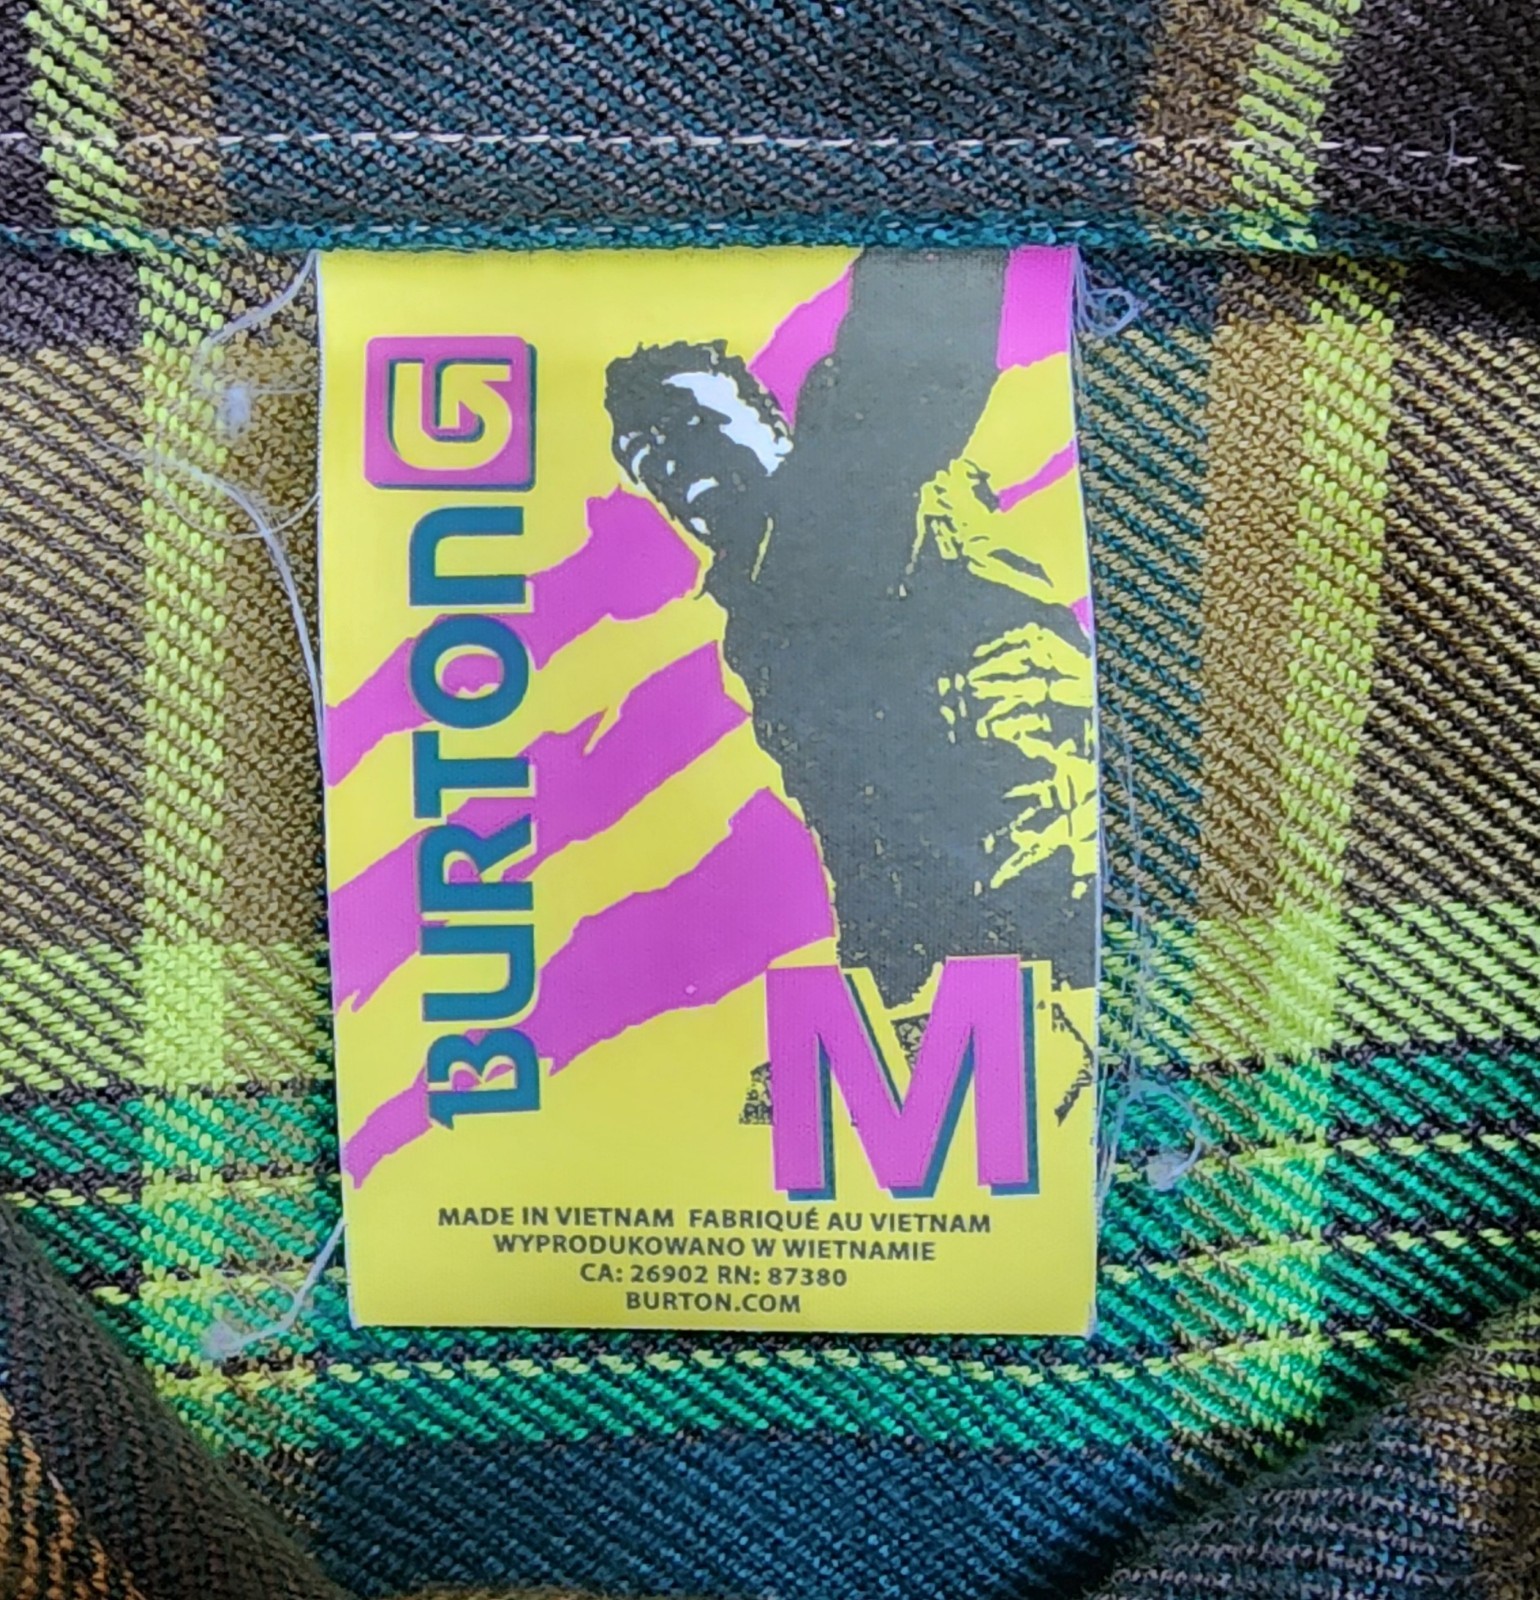 BURTON
M
MADE IN VIETNAM FABRIQUÉ AU VIETNAM
WYPRODUKOWANO W WIETNAMIE
CA: 26902 RN: 87380
BURTON.COM